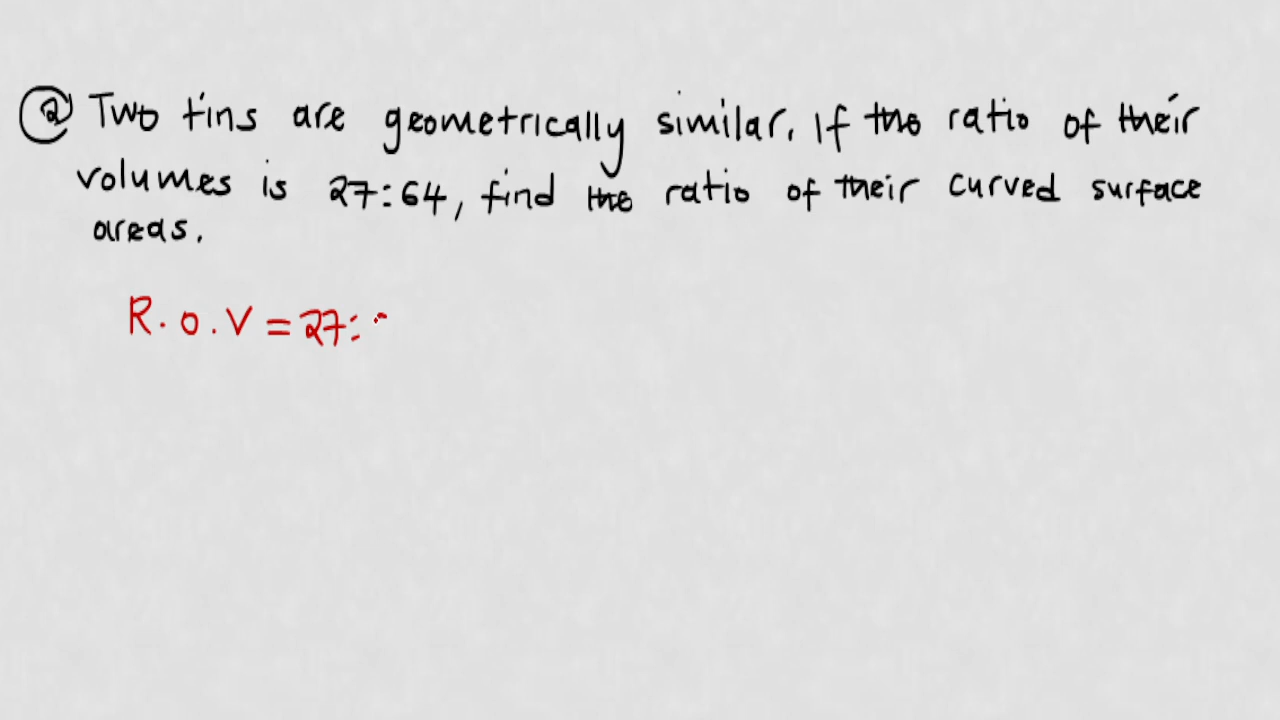 ② Two tins are geometrically similar. If the ratio of their
volumes is 27:64, find the ratio of their curved surface
areas.
R.O.V = 27: